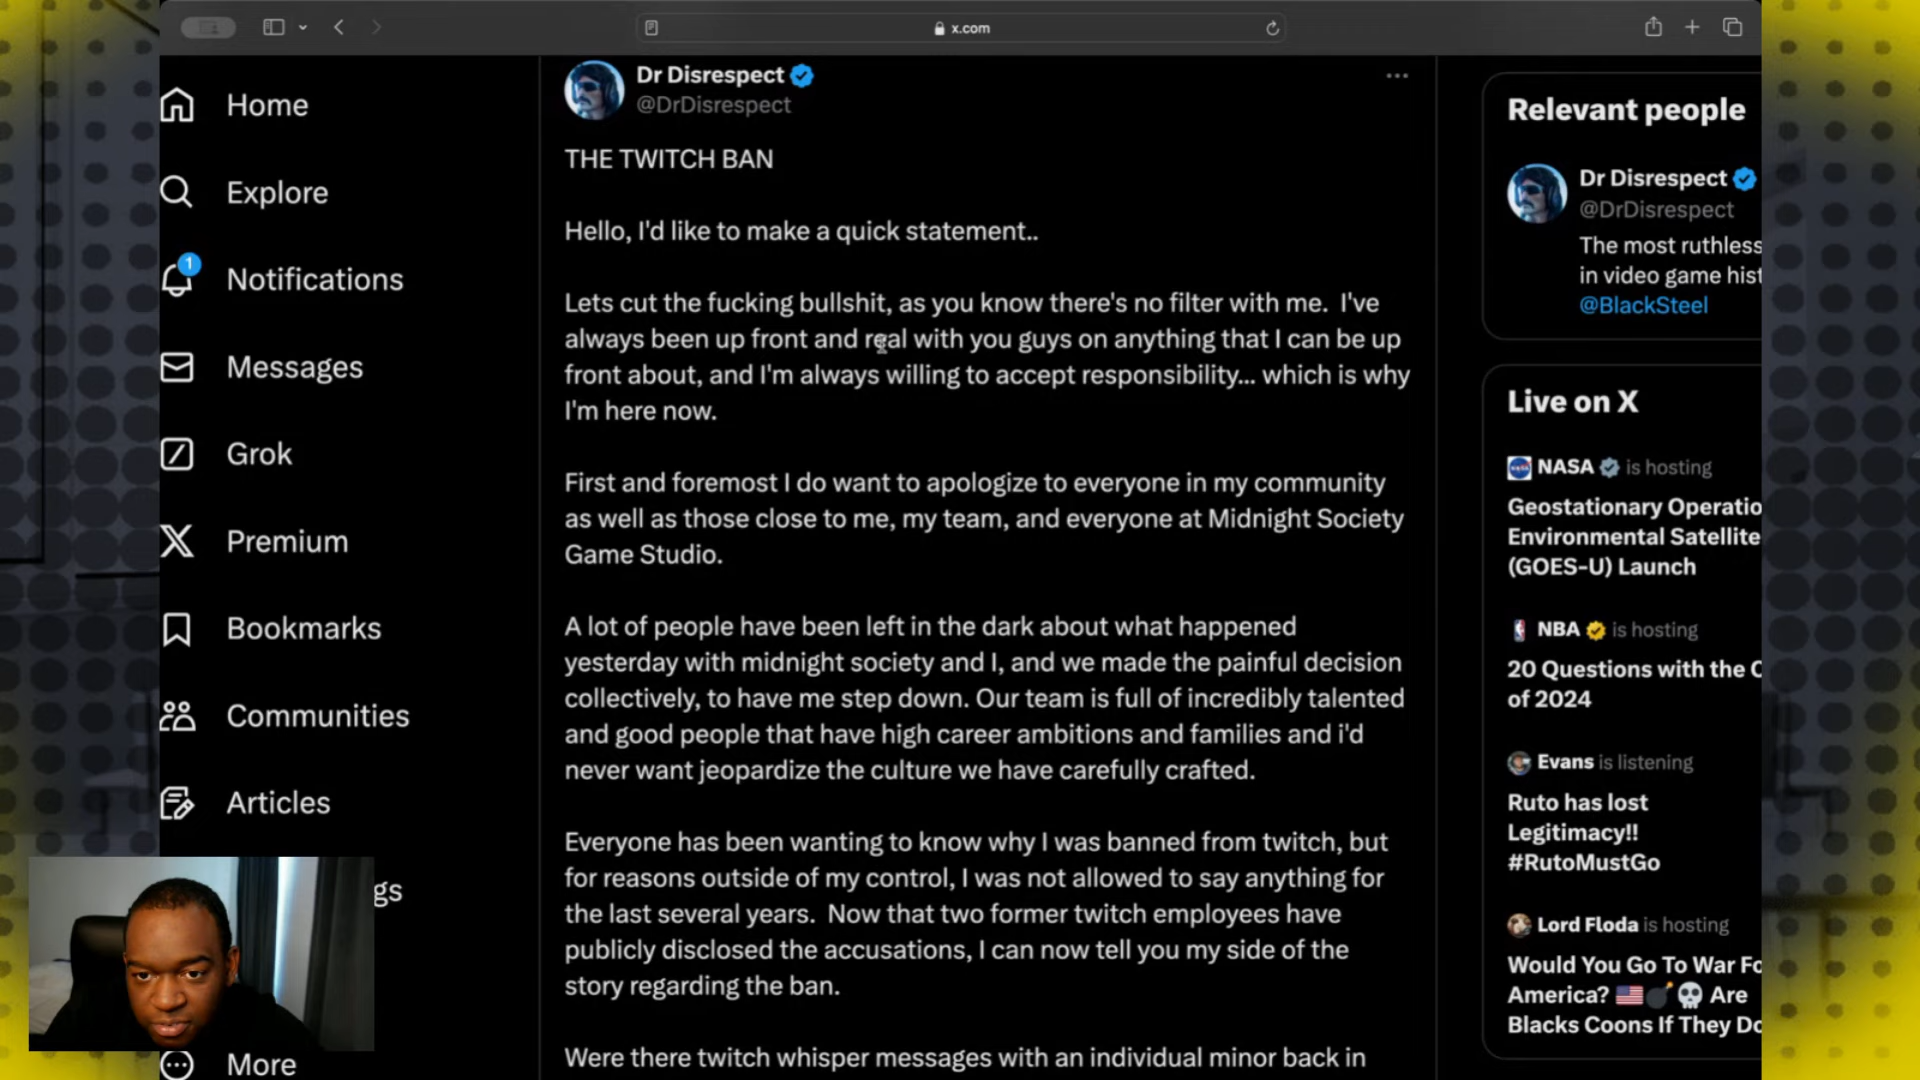 x.com
Home
Explore
1
Notifications
Messages
Grok
Premium
Bookmarks
Communities
Articles
gs
More
Dr Disrespect
@DrDisrespect
THE TWITCH BAN
Hello, I'd like to make a quick statement..
Lets cut the fucking bullshit, as you know there's no filter with me. I've
always been up front and real with you guys on anything that I can be up
front about, and I'm always willing to accept responsibility... which is why
I'm here now.
First and foremost I do want to apologize to everyone in my community
as well as those close to me, my team, and everyone at Midnight Society
Game Studio.
A lot of people have been left in the dark about what happened
yesterday with midnight society and I, and we made the painful decision
collectively, to have me step down. Our team is full of incredibly talented
and good people that have high career ambitions and families and i'd
never want jeopardize the culture we have carefully crafted.
Everyone has been wanting to know why I was banned from twitch, but
for reasons outside of my control, I was not allowed to say anything for
the last several years. Now that two former twitch employees have
publicly disclosed the accusations, I can now tell you my side of the
story regarding the ban.
Were there twitch whisper messages with an individual minor back in
Relevant people
Dr Disrespect
@DrDisrespect
The most ruthless
in video game hist
@BlackSteel
Live on X
NASA is hosting
Geostationary Operatio
Environmental Satellite
(GOES-U) Launch
NBA is hosting
20 Questions with the C
of 2024
Evans is listening
Ruto has lost
Legitimacy!!
#RutoMustGo
Lord Floda is hosting
Would You Go To War Fo
America? 🇺🇸💣💀 Are
Blacks Coons If They Do